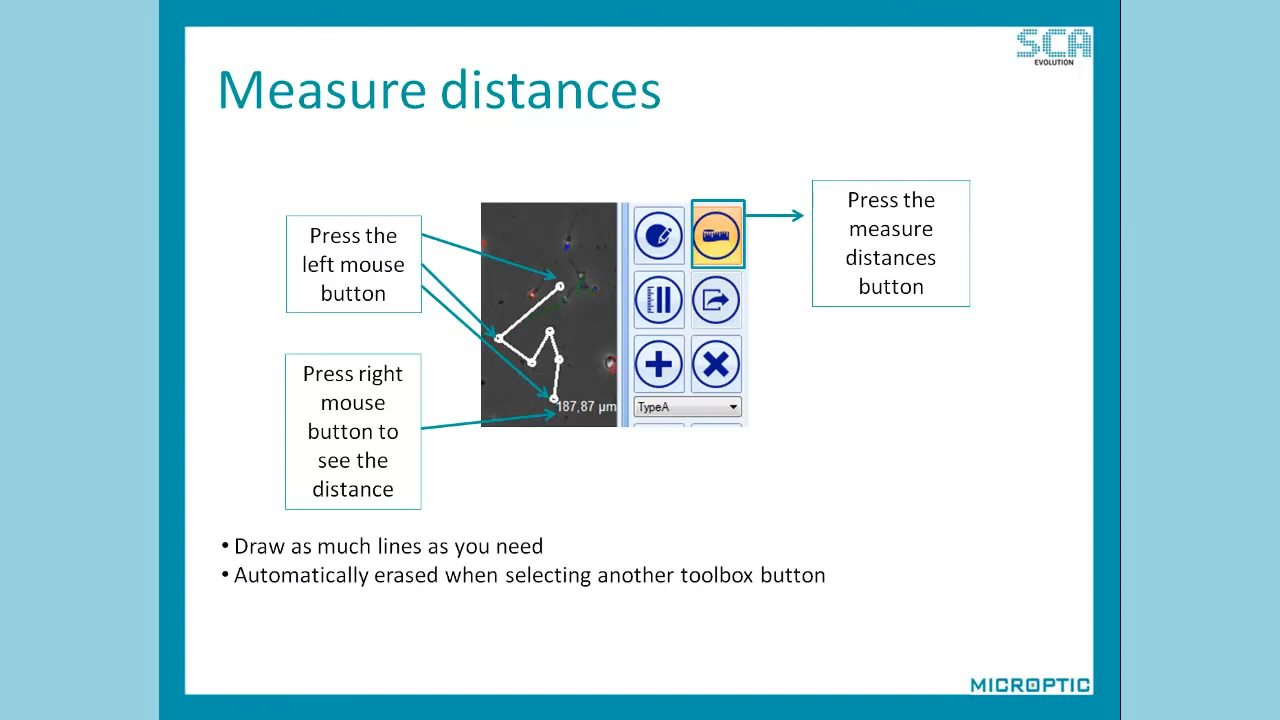 SCA
EVOLUTION
Measure distances
Press the
left mouse
button
Press right
mouse
button to
see the
distance
187,87 µm
TypeA
Press the
measure
distances
button
• Draw as much lines as you need
• Automatically erased when selecting another toolbox button
MICROPTIC